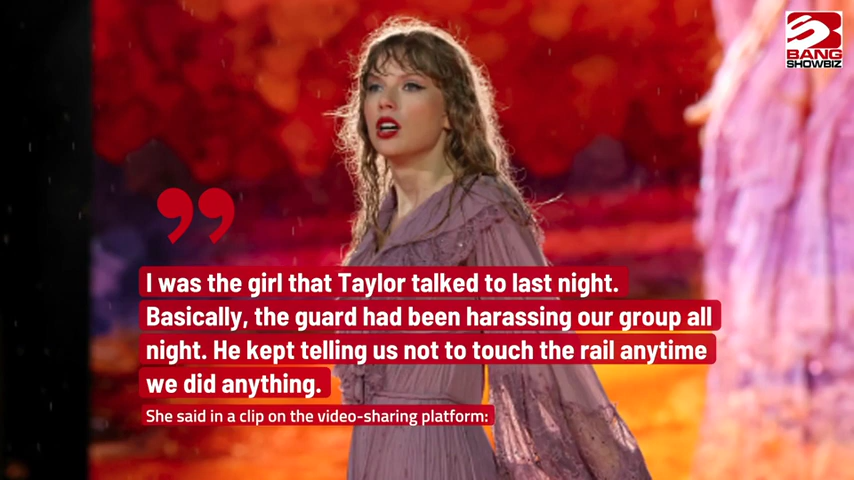 BANG
SHOWBIZ
”
I was the girl that Taylor talked to last night.
Basically, the guard had been harassing our group all
night. He kept telling us not to touch the rail anytime
we did anything.
She said in a clip on the video-sharing platform: